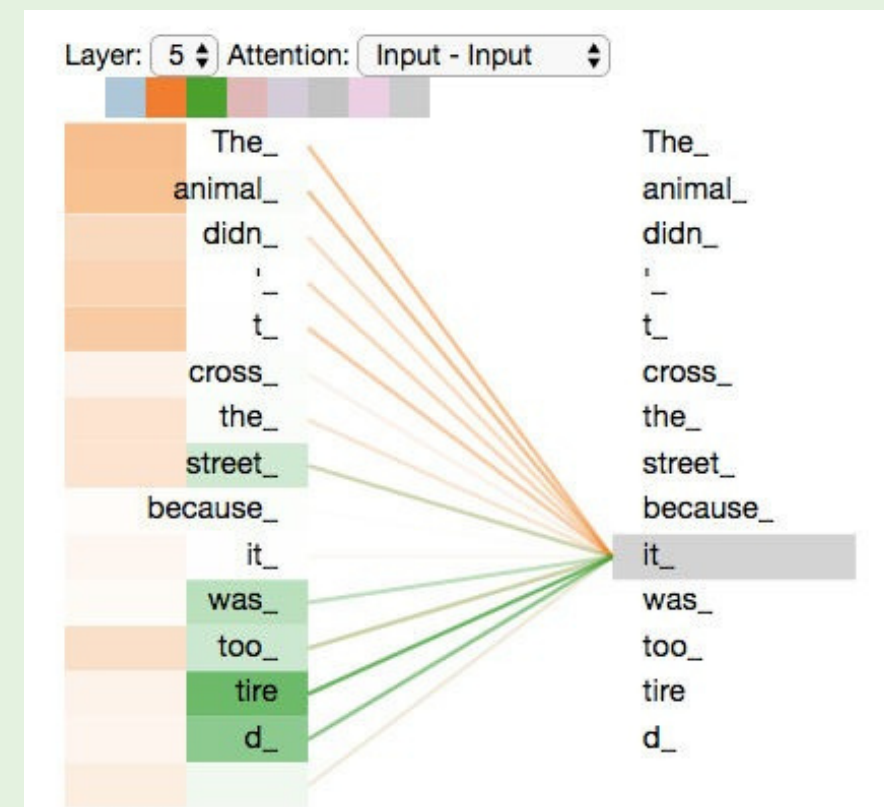 Layer: 5 Attention: Input - Input
The_ The_
animal_ animal_
didn_ didn_
'_ '_
t_ t_
cross_ cross_
the_ the_
street_ street_
because_ because_
it_ it_
was_ was_
too_ too_
tire tire
d_ d_